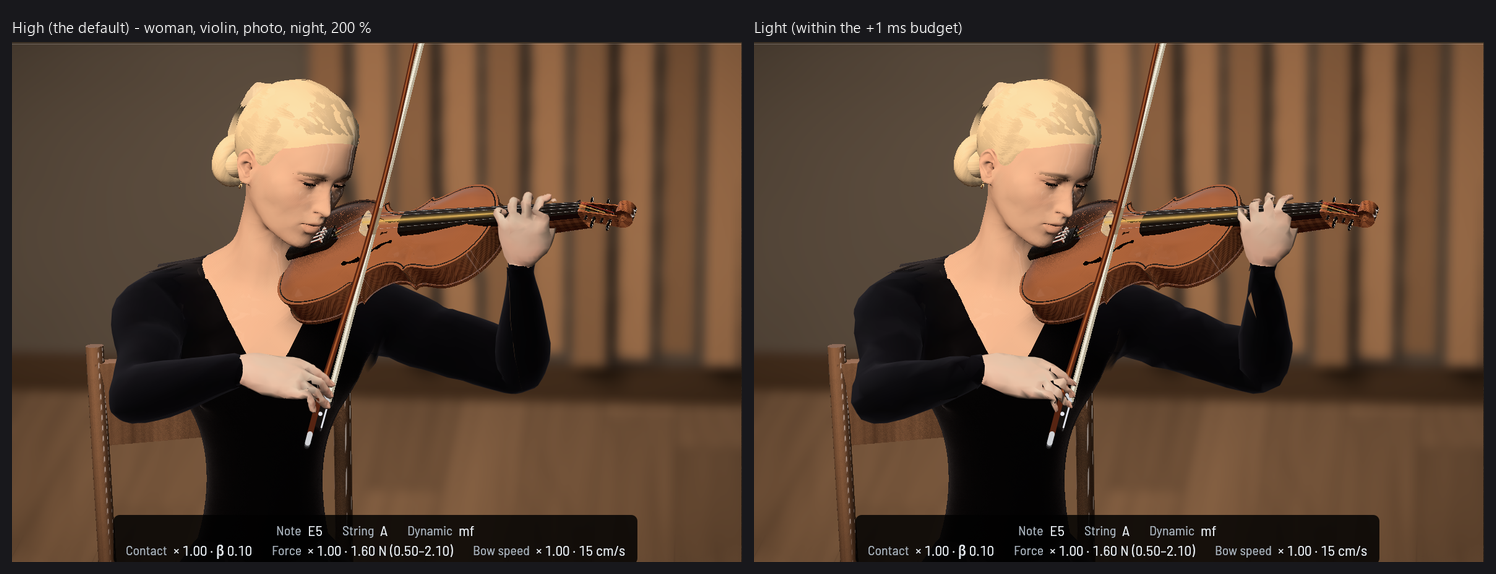 High (the default) - woman, violin, photo, night, 200 %
Light (within the +1 ms budget)
Note E5 String A Dynamic mf
Contact × 1.00 · β 0.10 Force × 1.00 · 1.60 N (0.50–2.10) Bow speed × 1.00 · 15 cm/s
Note E5 String A Dynamic mf
Contact × 1.00 · β 0.10 Force × 1.00 · 1.60 N (0.50–2.10) Bow speed × 1.00 · 15 cm/s